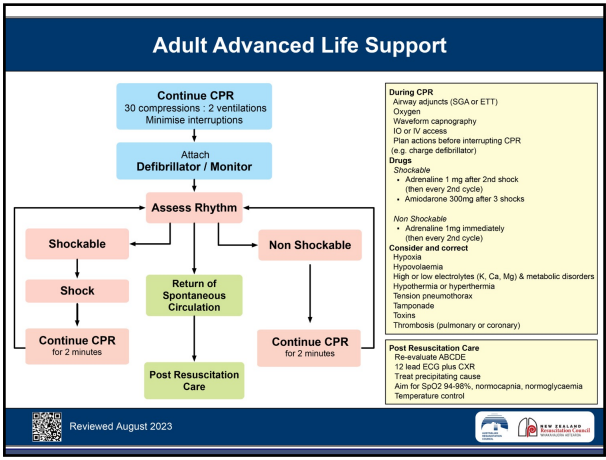 Adult Advanced Life Support
Continue CPR
30 compressions : 2 ventilations
Minimise interruptions
Attach
Defibrillator / Monitor
Assess Rhythm
Shockable
Non Shockable
Shock
Return of
Spontaneous
Circulation
Continue CPR
for 2 minutes
Continue CPR
for 2 minutes
Post Resuscitation
Care
During CPR
Airway adjuncts (SGA or ETT)
Oxygen
Waveform capnography
IO or IV access
Plan actions before interrupting CPR
(e.g. charge defibrillator)
Drugs
Shockable
• Adrenaline 1 mg after 2nd shock
(then every 2nd cycle)
• Amiodarone 300mg after 3 shocks
Non Shockable
• Adrenaline 1mg immediately
(then every 2nd cycle)
Consider and correct
Hypoxia
Hypovolaemia
High or low electrolytes (K, Ca, Mg) & metabolic disorders
Hypothermia or hyperthermia
Tension pneumothorax
Tamponade
Toxins
Thrombosis (pulmonary or coronary)
Post Resuscitation Care
Re-evaluate ABCDE
12 lead ECG plus CXR
Treat precipitating cause
Aim for SpO2 94-98%, normocapnia, normoglycaemia
Temperature control
Reviewed August 2023
AUSTRALIAN
RESUSCITATION
COUNCIL
NEW ZEALAND
Resuscitation Council
WHAKAHAUORA AOTEAROA